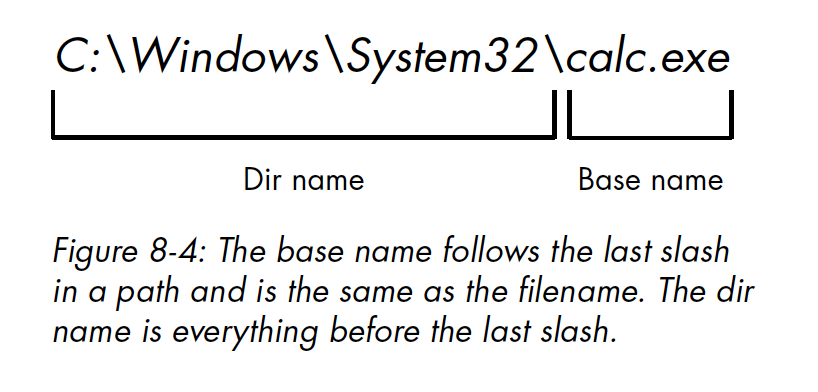 C:\Windows\System32\calc.exe
Dir name Base name
Figure 8-4: The base name follows the last slash
in a path and is the same as the filename. The dir
name is everything before the last slash.